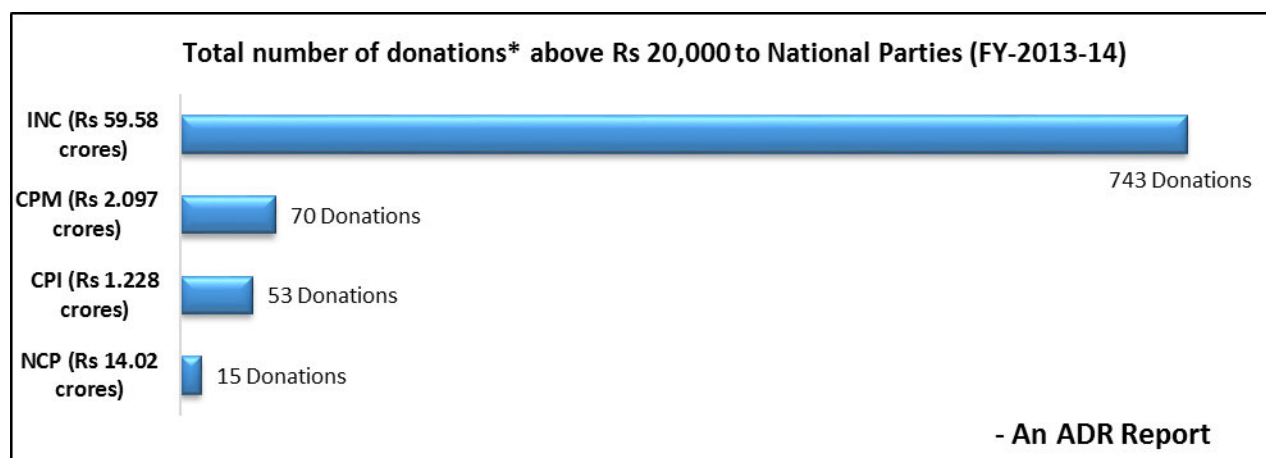 Total number of donations* above Rs 20,000 to National Parties (FY-2013-14)
INC (Rs 59.58
crores)
743 Donations
CPM (Rs 2.097
crores)
70 Donations
CPI (Rs 1.228
crores)
53 Donations
NCP (Rs 14.02
crores)
15 Donations
- An ADR Report